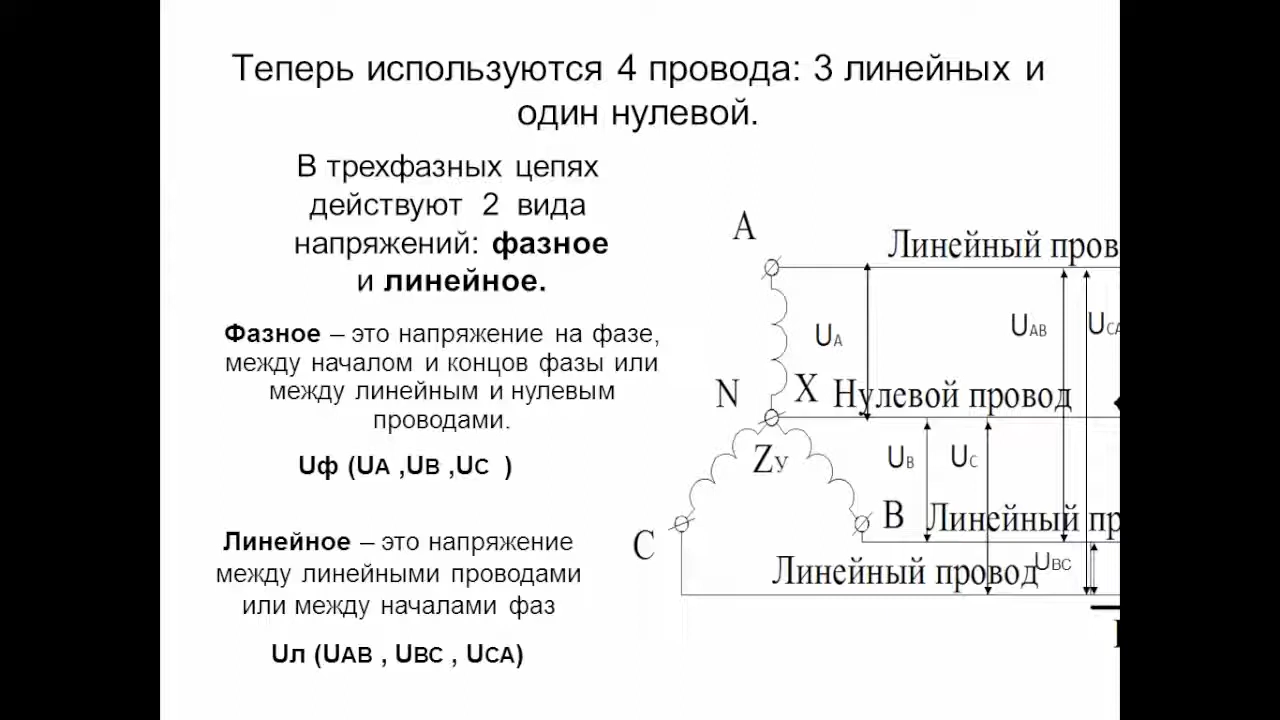 Теперь используются 4 провода: 3 линейных и
один нулевой.
В трехфазных цепях
действуют 2 вида
напряжений: фазное
и линейное.
Фазное – это напряжение на фазе,
между началом и концов фазы или
между линейным и нулевым
проводами.
Uф (UA ,UB ,UC )
Линейное – это напряжение
между линейными проводами
или между началами фаз
Uл (UAB , UBC , UCA)
A
Линейный пров
UA
UAB
UCA
N
X
Нулевой провод
ZУ
UB
UC
C
B
Линейный пр
Линейный провод
UBC